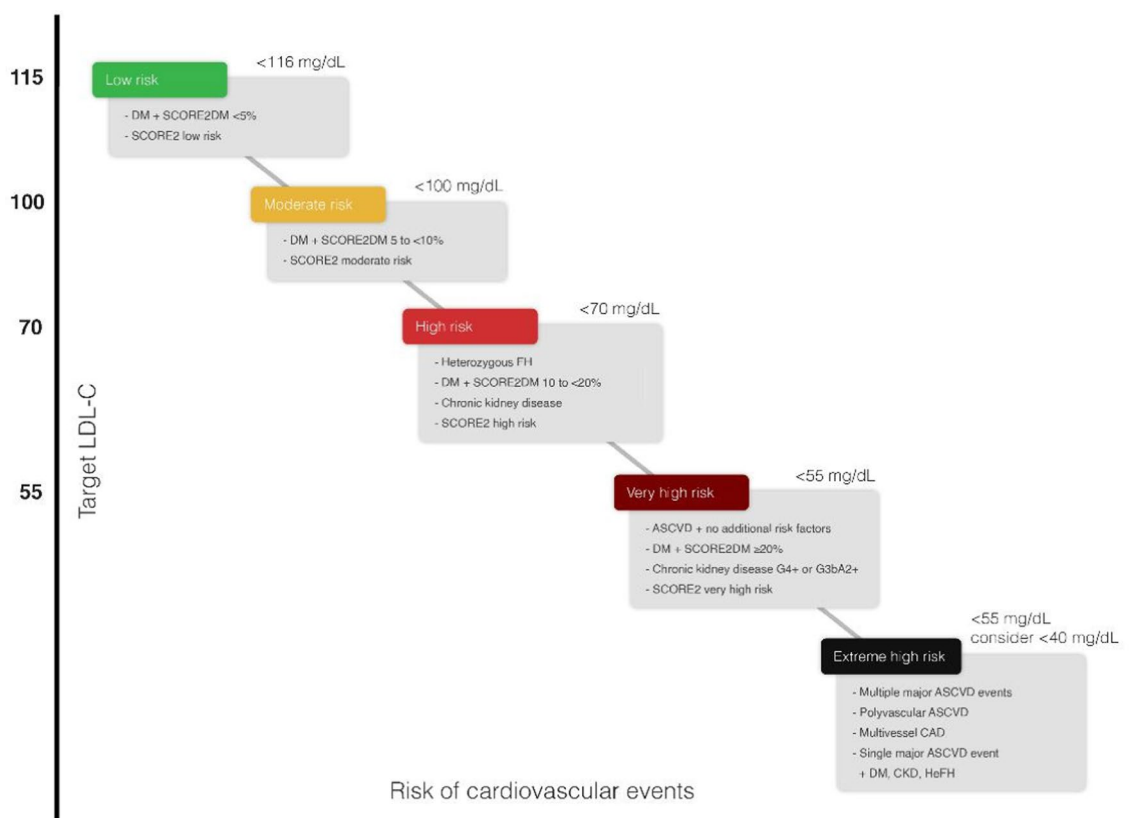 115
Low risk
<116 mg/dL
- DM + SCORE2DM <5%
- SCORE2 low risk
100
Moderate risk
<100 mg/dL
- DM + SCORE2DM 5 to <10%
- SCORE2 moderate risk
70
High risk
<70 mg/dL
- Heterozygous FH
- DM + SCORE2DM 10 to <20%
- Chronic kidney disease
- SCORE2 high risk
Target LDL-C
55
Very high risk
<55 mg/dL
- ASCVD + no additional risk factors
- DM + SCORE2DM ≥20%
- Chronic kidney disease G4+ or G3bA2+
- SCORE2 very high risk
<55 mg/dL
consider <40 mg/dL
Extreme high risk
- Multiple major ASCVD events
- Polyvascular ASCVD
- Multivessel CAD
- Single major ASCVD event
+ DM, CKD, HeFH
Risk of cardiovascular events